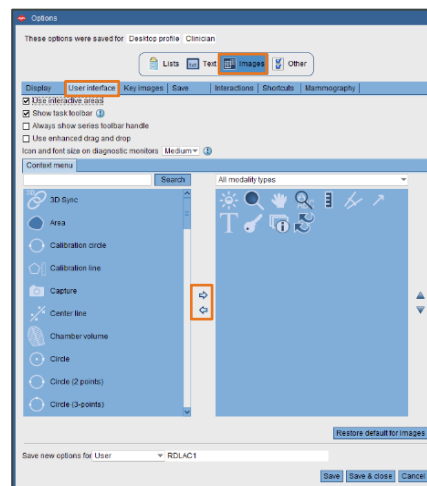 Options
These options were saved for Desktop profile Clinician
Lists Text Images Other
Display User interface Key images Save Interactions Shortcuts Mammography
Use interactive areas
Show task toolbar
Always show series toolbar handle
Use enhanced drag and drop
Icon and font size on diagnostic monitors Medium
Context menu
Search All modality types
3D Sync
Area
Calibration circle
Calibration line
Capture
Center line
Chamber volume
Circle
Circle (2 points)
Circle (3-points)
Restore default for images
Save new options for User RDLAC1
Save Save & close Cancel